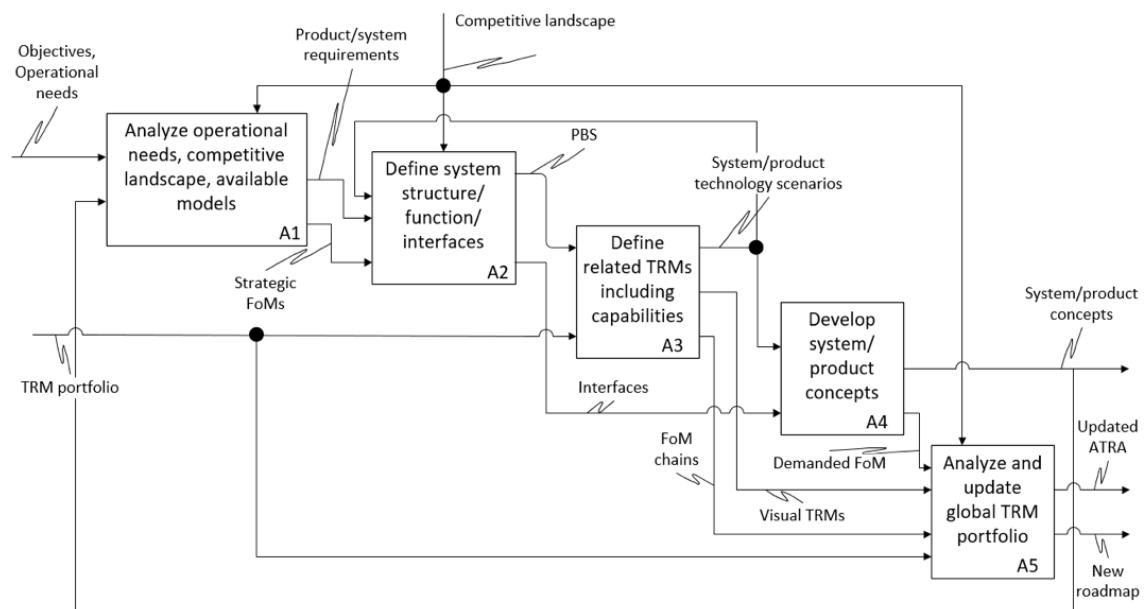 Competitive landscape
Product/system
requirements
Objectives,
Operational
needs
Analyze operational
needs, competitive
landscape, available
models
A1
PBS
System/product
technology scenarios
Define system
structure/
function/
interfaces
A2
Strategic
FoMs
Define
related TRMs
including
capabilities
A3
System/product
concepts
Develop
system/
product
concepts
A4
TRM portfolio
Interfaces
FoM
chains
Demanded FoM
Updated
ATRA
Analyze and
update
global TRM
portfolio
A5
Visual TRMs
New
roadmap